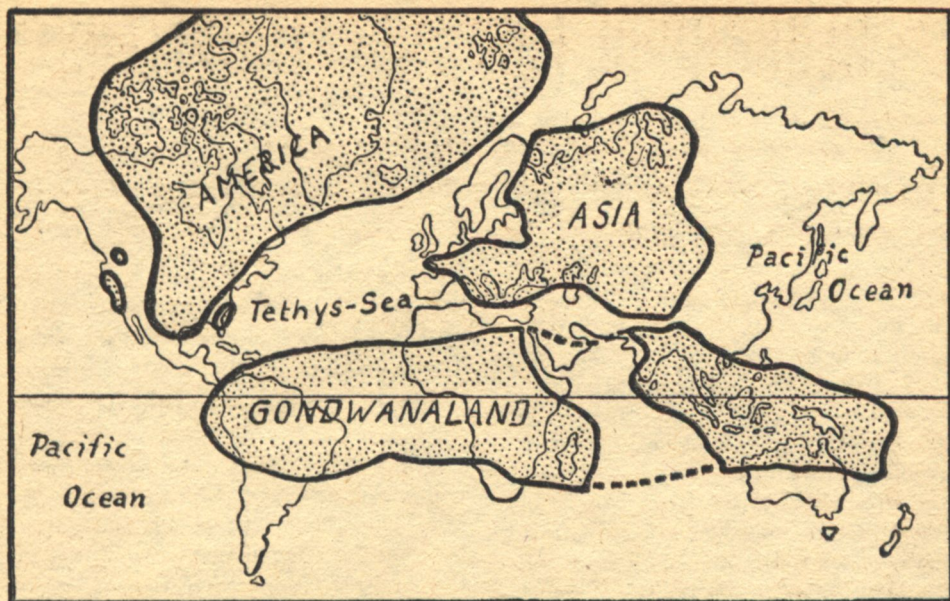 AMERICA
ASIA
Pacific
Ocean
Tethys-Sea
GONDWANALAND
Pacific
Ocean